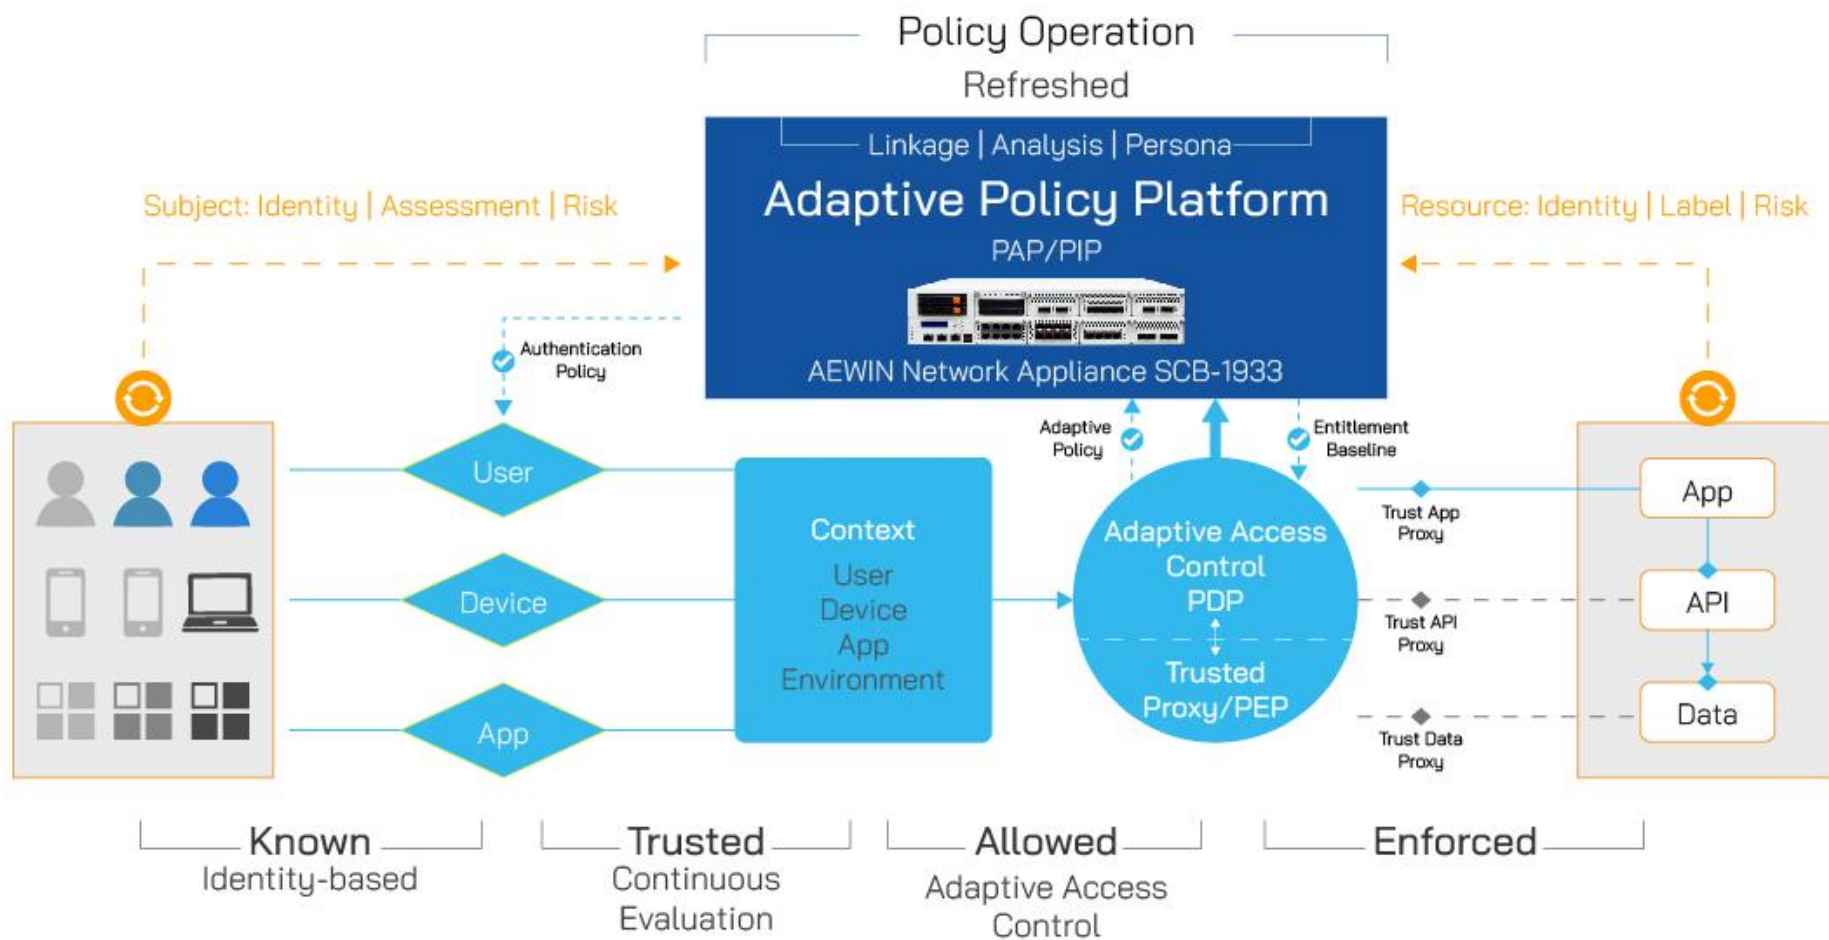 Policy Operation
Refreshed
Linkage | Analysis | Persona
Adaptive Policy Platform
PAP/PIP
AEWIN Network Appliance SCB-1933
Subject: Identity | Assessment | Risk
Resource: Identity | Label | Risk
Authentication
Policy
Adaptive
Policy
Entitlement
Baseline
User
Device
App
Context
User
Device
App
Environment
Adaptive Access
Control
PDP
Trusted
Proxy/PEP
Trust App
Proxy
Trust API
Proxy
Trust Data
Proxy
App
API
Data
Known
Identity-based
Trusted
Continuous
Evaluation
Allowed
Adaptive Access
Control
Enforced